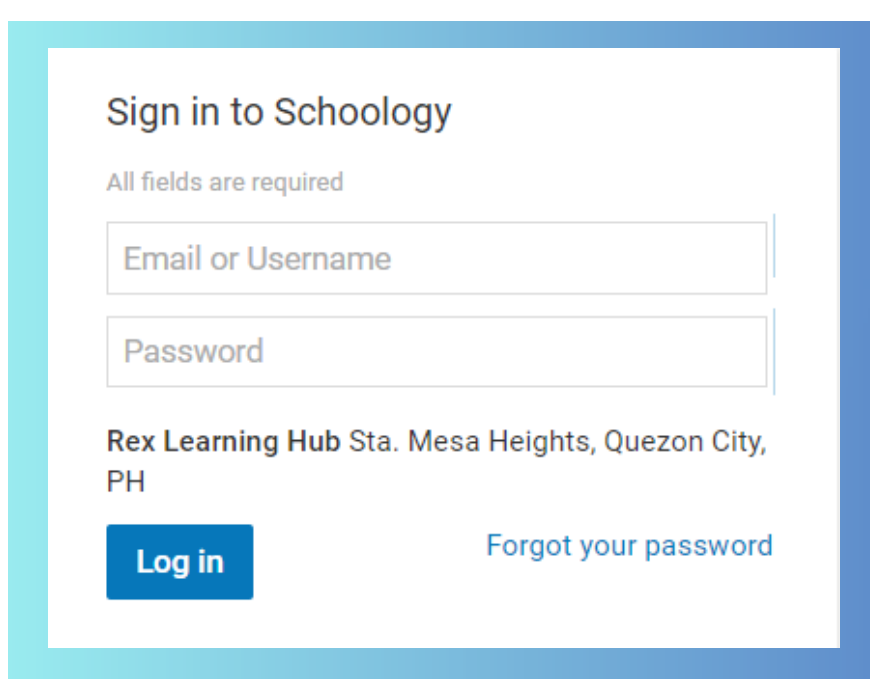 Sign in to Schoology
All fields are required
Email or Username
Password
Rex Learning Hub Sta. Mesa Heights, Quezon City,
PH
Log in
Forgot your password